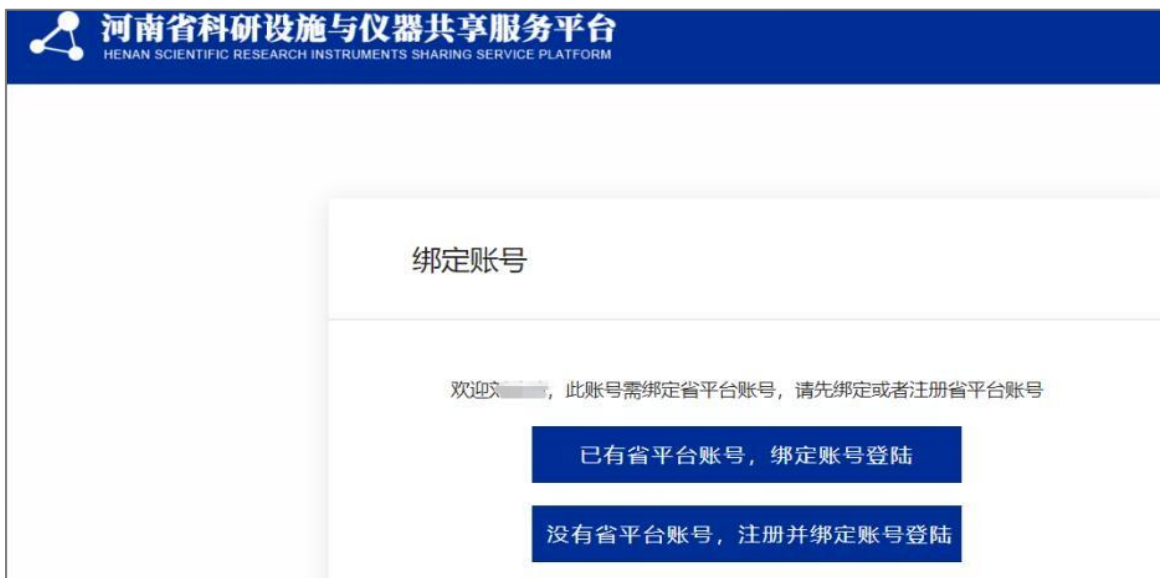 河南省科研设施与仪器共享服务平台
HENAN SCIENTIFIC RESEARCH INSTRUMENTS SHARING SERVICE PLATFORM
绑定账号
欢迎，此账号需绑定省平台账号，请先绑定或者注册省平台账号
已有省平台账号，绑定账号登陆
没有省平台账号，注册并绑定账号登陆